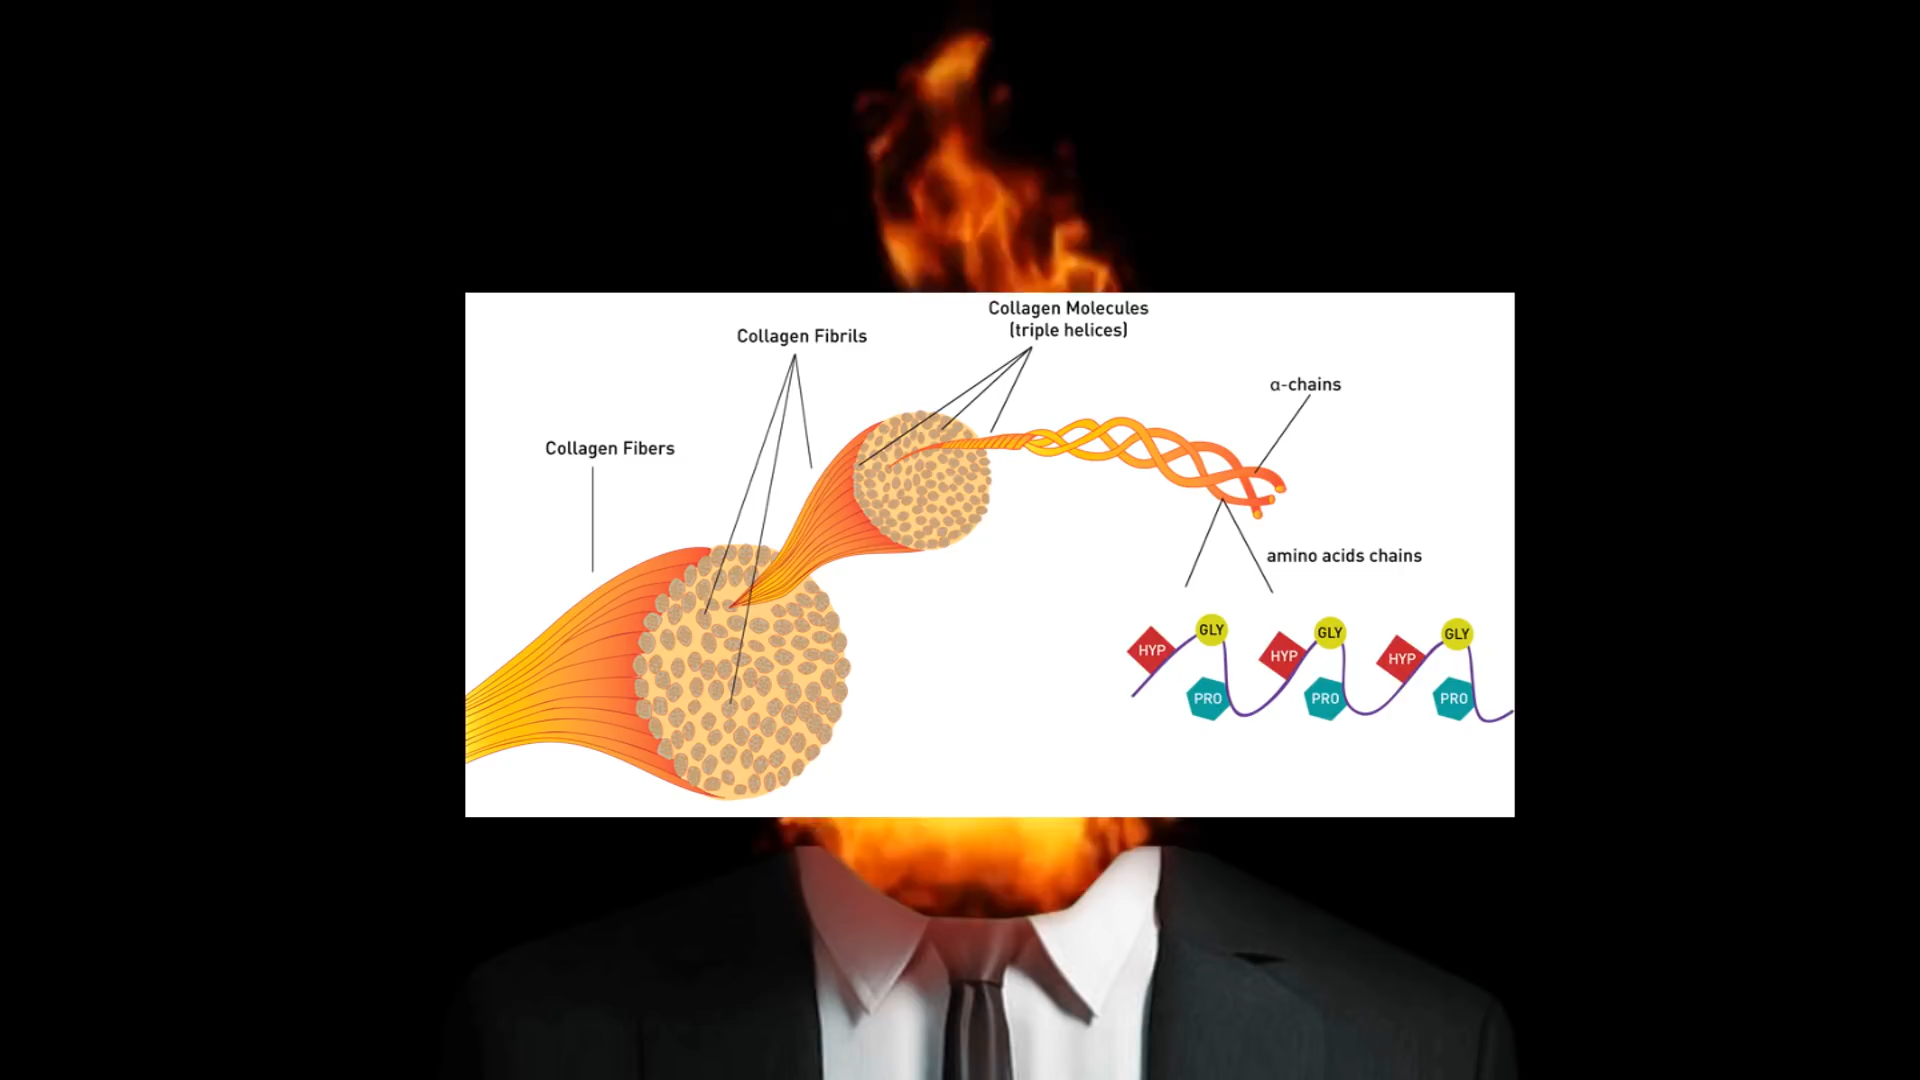 Collagen Molecules
(triple helices)
Collagen Fibrils
α-chains
Collagen Fibers
amino acids chains
HYP GLY PRO HYP GLY PRO HYP GLY PRO